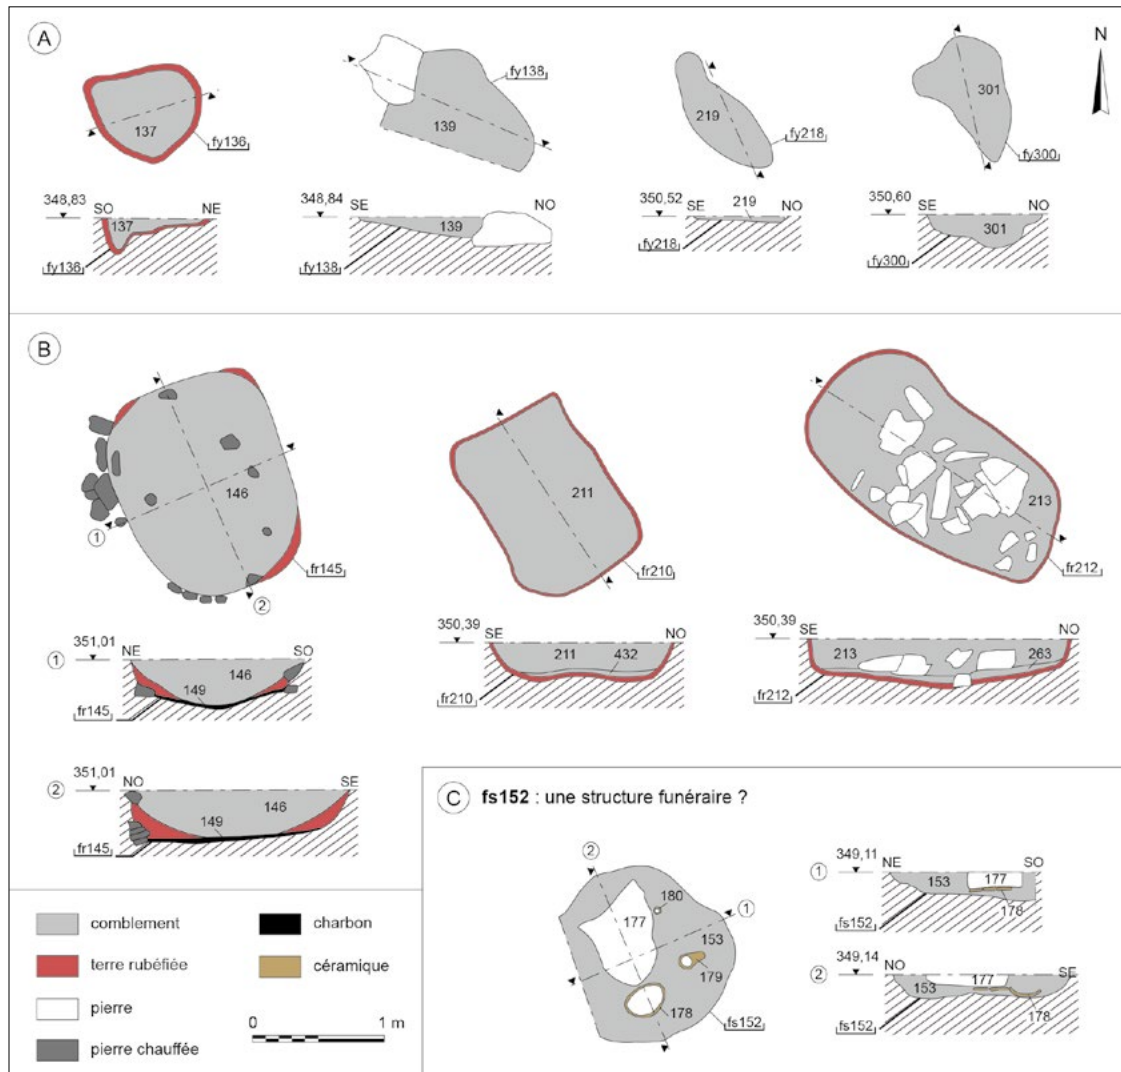 A
N
137
fy136
fy138
139
219
fy218
301
fy300
348,83
SO NE
137
fy136
348,84
SE NO
139
fy138
350,52
SE 219 NO
fy218
350,60
SE NO
301
fy300
B
146
1
2
fr145
211
fr210
213
fr212
351,01
NE SO
1
146
149
fr145
350,39
SE NO
211 432
fr210
350,39
SE NO
213 263
fr212
351,01
NO SE
2
146
149
fr145
C fs152 : une structure funéraire ?
2
1
180
177
153
179
178
fs152
349,11
NE SO
1
153 177
178
fs152
349,14
NO SE
2
177
153
178
fs152
comblement
charbon
terre rubéfiée
céramique
pierre
pierre chauffée
0 1 m